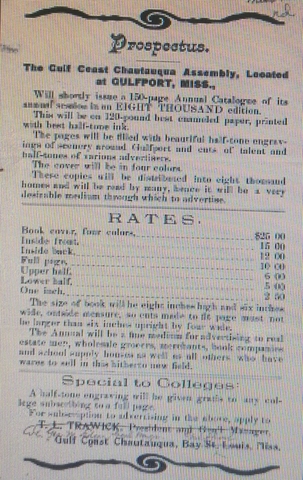 Prospectus.
The Gulf Coast Chautauqua Assembly, Located
at GULFPORT, MISS.,
Will shortly issue a 150-page Annual Catalogue of its
annual session in an EIGHT THOUSAND edition.
This will be on 120-pound best enameled paper, printed
with best half-tone ink.
The pages will be filled with beautiful half-tone engrav-
ings of scenery around Gulfport and cuts of talent and
half-tones of various advertisers.
The cover will be in four colors.
These copies will be distributed into eight thousand
homes and will be read by many, hence it will be a very
desirable medium through which to advertise.
RATES.
Book cover, four colors, $25 00
Inside front, 15 00
Inside back, 12 00
Full page, 10 00
Upper half, 6 00
Lower half, 5 00
One inch, 2 50
The size of book will be eight inches high and six inches
wide, outside measure, so cuts made to fit page must not
be larger than six inches upright by four wide.
The Annual will be a fine medium for advertising to real
estate men, wholesale grocers, merchants, book companies
and school supply houses as well as all others who have
wares to sell in this hitherto new field.
Special to Colleges:
A half-tone engraving will be given gratis to any col-
lege subscribing to a full page.
For subscription to advertising in the above, apply to
T. L. TRAWICK, President and Gen'l Manager,
Gulf Coast Chautauqua, Bay St. Louis, Miss.